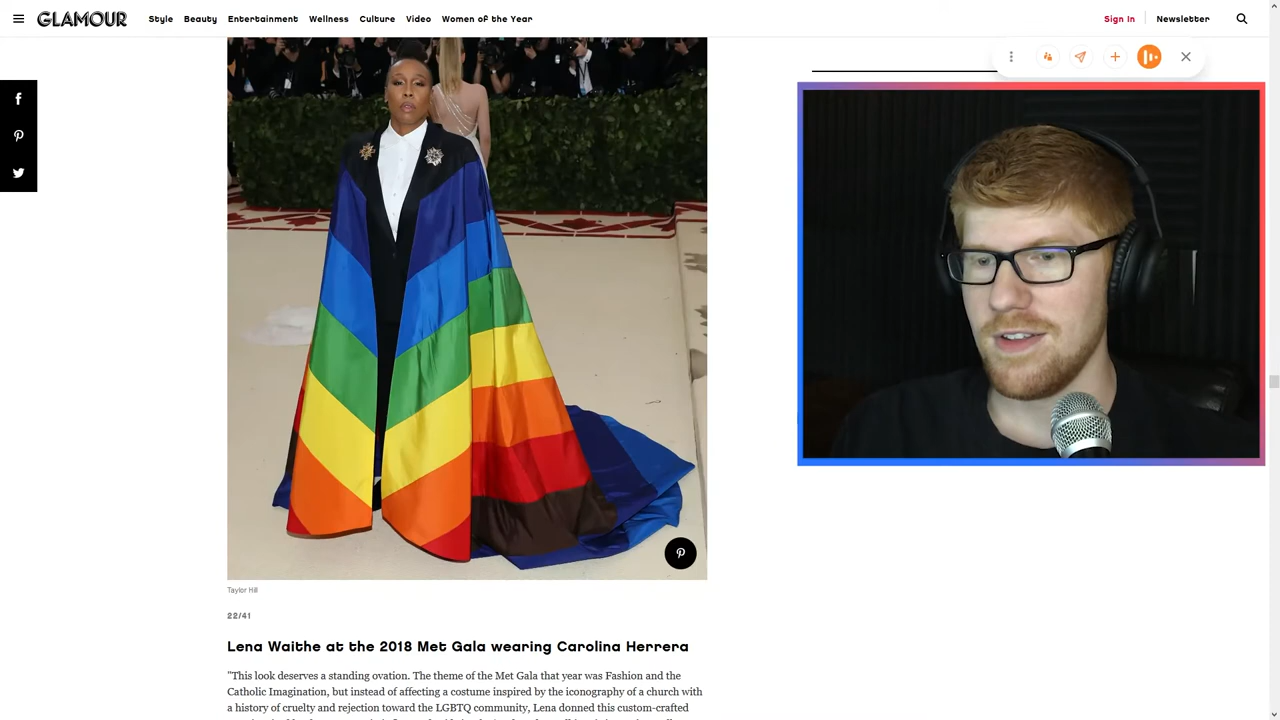 GLAMOUR
Style Beauty Entertainment Wellness Culture Video Women of the Year
Sign In Newsletter
Taylor Hill
22/41
Lena Waithe at the 2018 Met Gala wearing Carolina Herrera
"This look deserves a standing ovation. The theme of the Met Gala that year was Fashion and the
Catholic Imagination, but instead of affecting a costume inspired by the iconography of a church with
a history of cruelty and rejection toward the LGBTQ community, Lena donned this custom-crafted